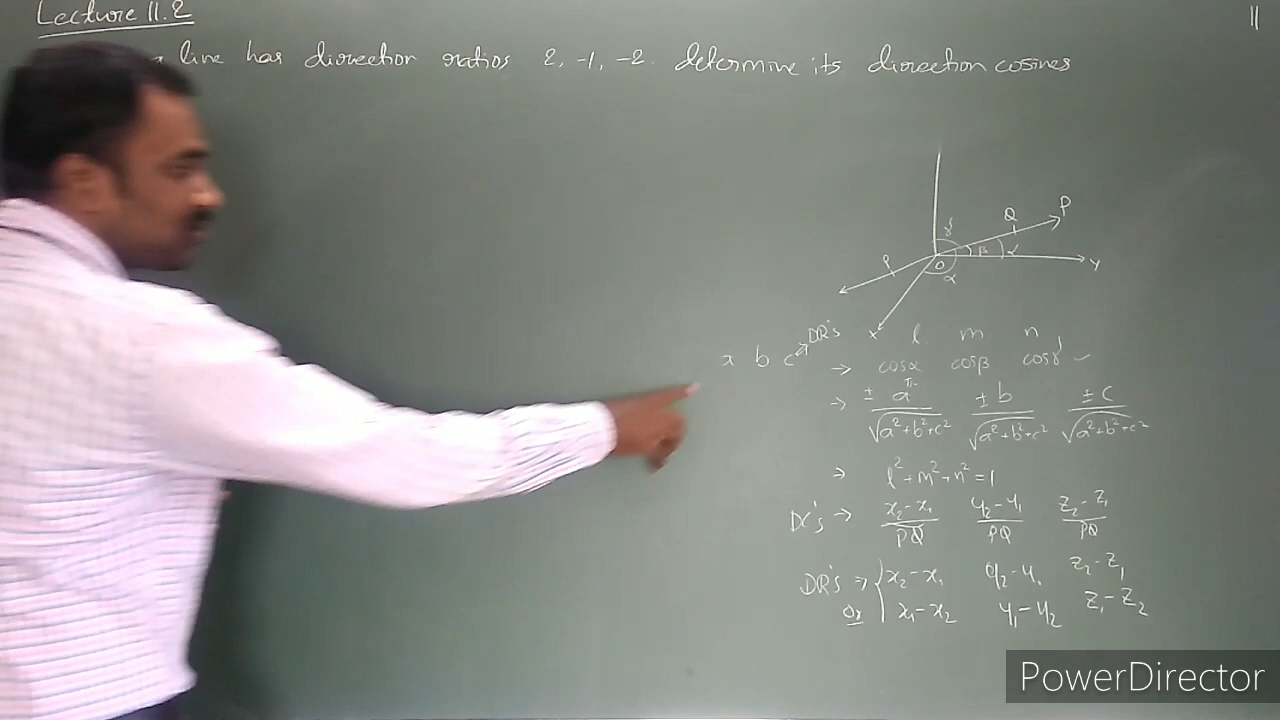 Lecture 11.2
11
a line has direction ratios 2, -1, -2. determine its direction cosines
P
Q
γ
β α
P O Y
α
X
DR's l m n
a b c → cosα cosβ cosγ
→ ± a / √a²+b²+c² ± b / √a²+b²+c² ± c / √a²+b²+c²
→ l²+m²+n²=1
DC's → x₂-x₁ / PQ y₂-y₁ / PQ z₂-z₁ / PQ
DR's ⇒ { x₂-x₁ y₂-y₁ z₂-z₁
Or x₁-x₂ y₁-y₂ z₁-z₂
PowerDirector